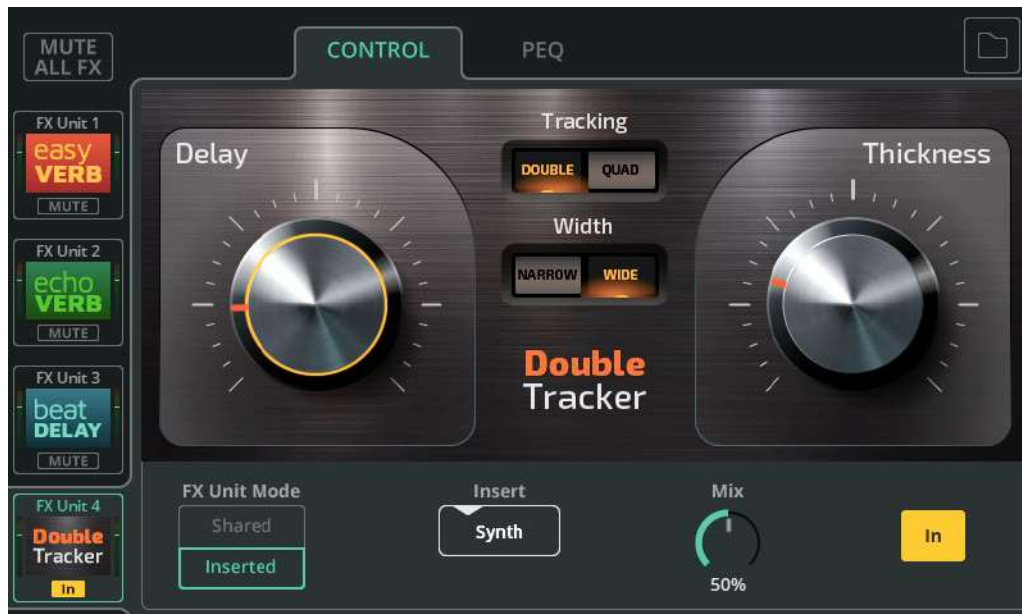 MUTE
ALL FX
CONTROL
PEQ
FX Unit 1
easy
VERB
MUTE
FX Unit 2
echo
VERB
MUTE
FX Unit 3
beat
DELAY
MUTE
FX Unit 4
Double
Tracker
In
Delay
Tracking
DOUBLE QUAD
Width
NARROW WIDE
Double
Tracker
Thickness
FX Unit Mode
Shared
Inserted
Insert
Synth
Mix
50%
In